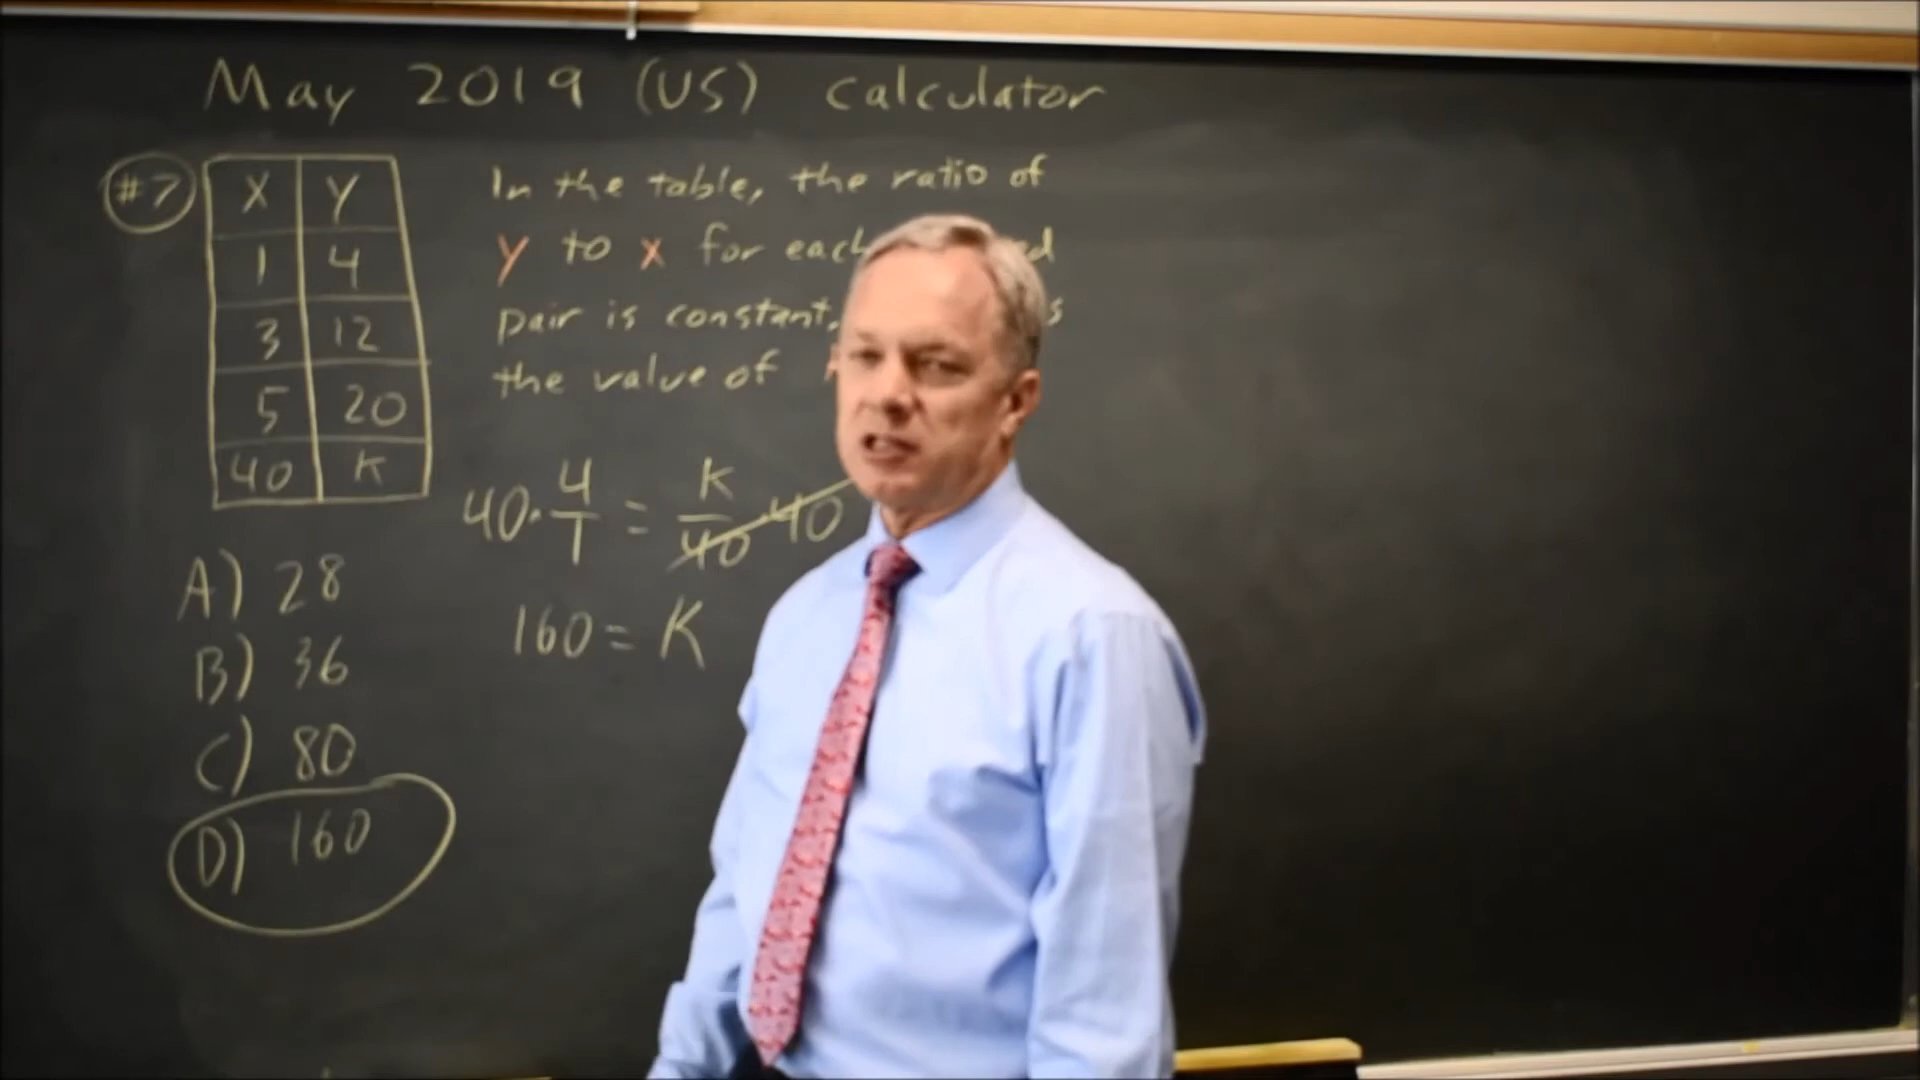 May 2019 (US) Calculator
#7
X Y
1 4
3 12
5 20
40 K
In the table, the ratio of
y to x for each
pair is constant.
the value of
40 · 4/1 = K/40 · 40
160 = K
A) 28
B) 36
C) 80
D) 160